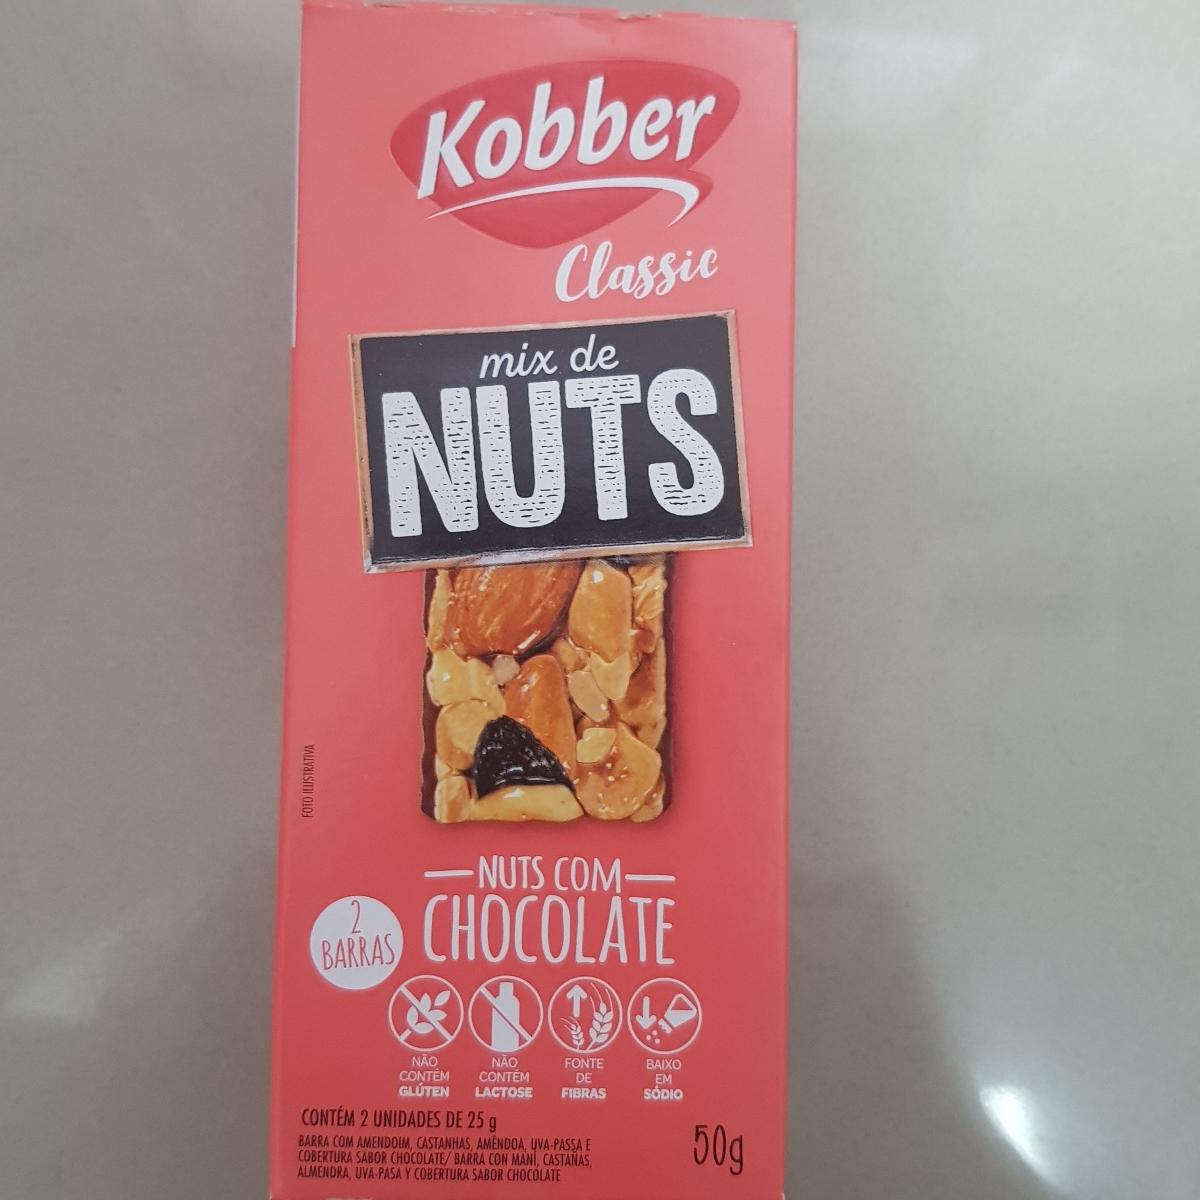 Kobber
Classic
mix de
NUTS
FOTO ILUSTRATIVA
NUTS COM
CHOCOLATE
2
BARRAS
NÃO
CONTÉM
GLÚTEN
NÃO
CONTÉM
LACTOSE
FONTE
DE
FIBRAS
BAIXO
EM
SÓDIO
CONTÉM 2 UNIDADES DE 25 g
BARRA COM AMENDOIM, CASTANHAS, AMÊNDOA, UVA-PASSA E
COBERTURA SABOR CHOCOLATE/ BARRA CON MANÍ, CASTAÑAS,
ALMENDRA, UVA-PASA Y COBERTURA SABOR CHOCOLATE
50g